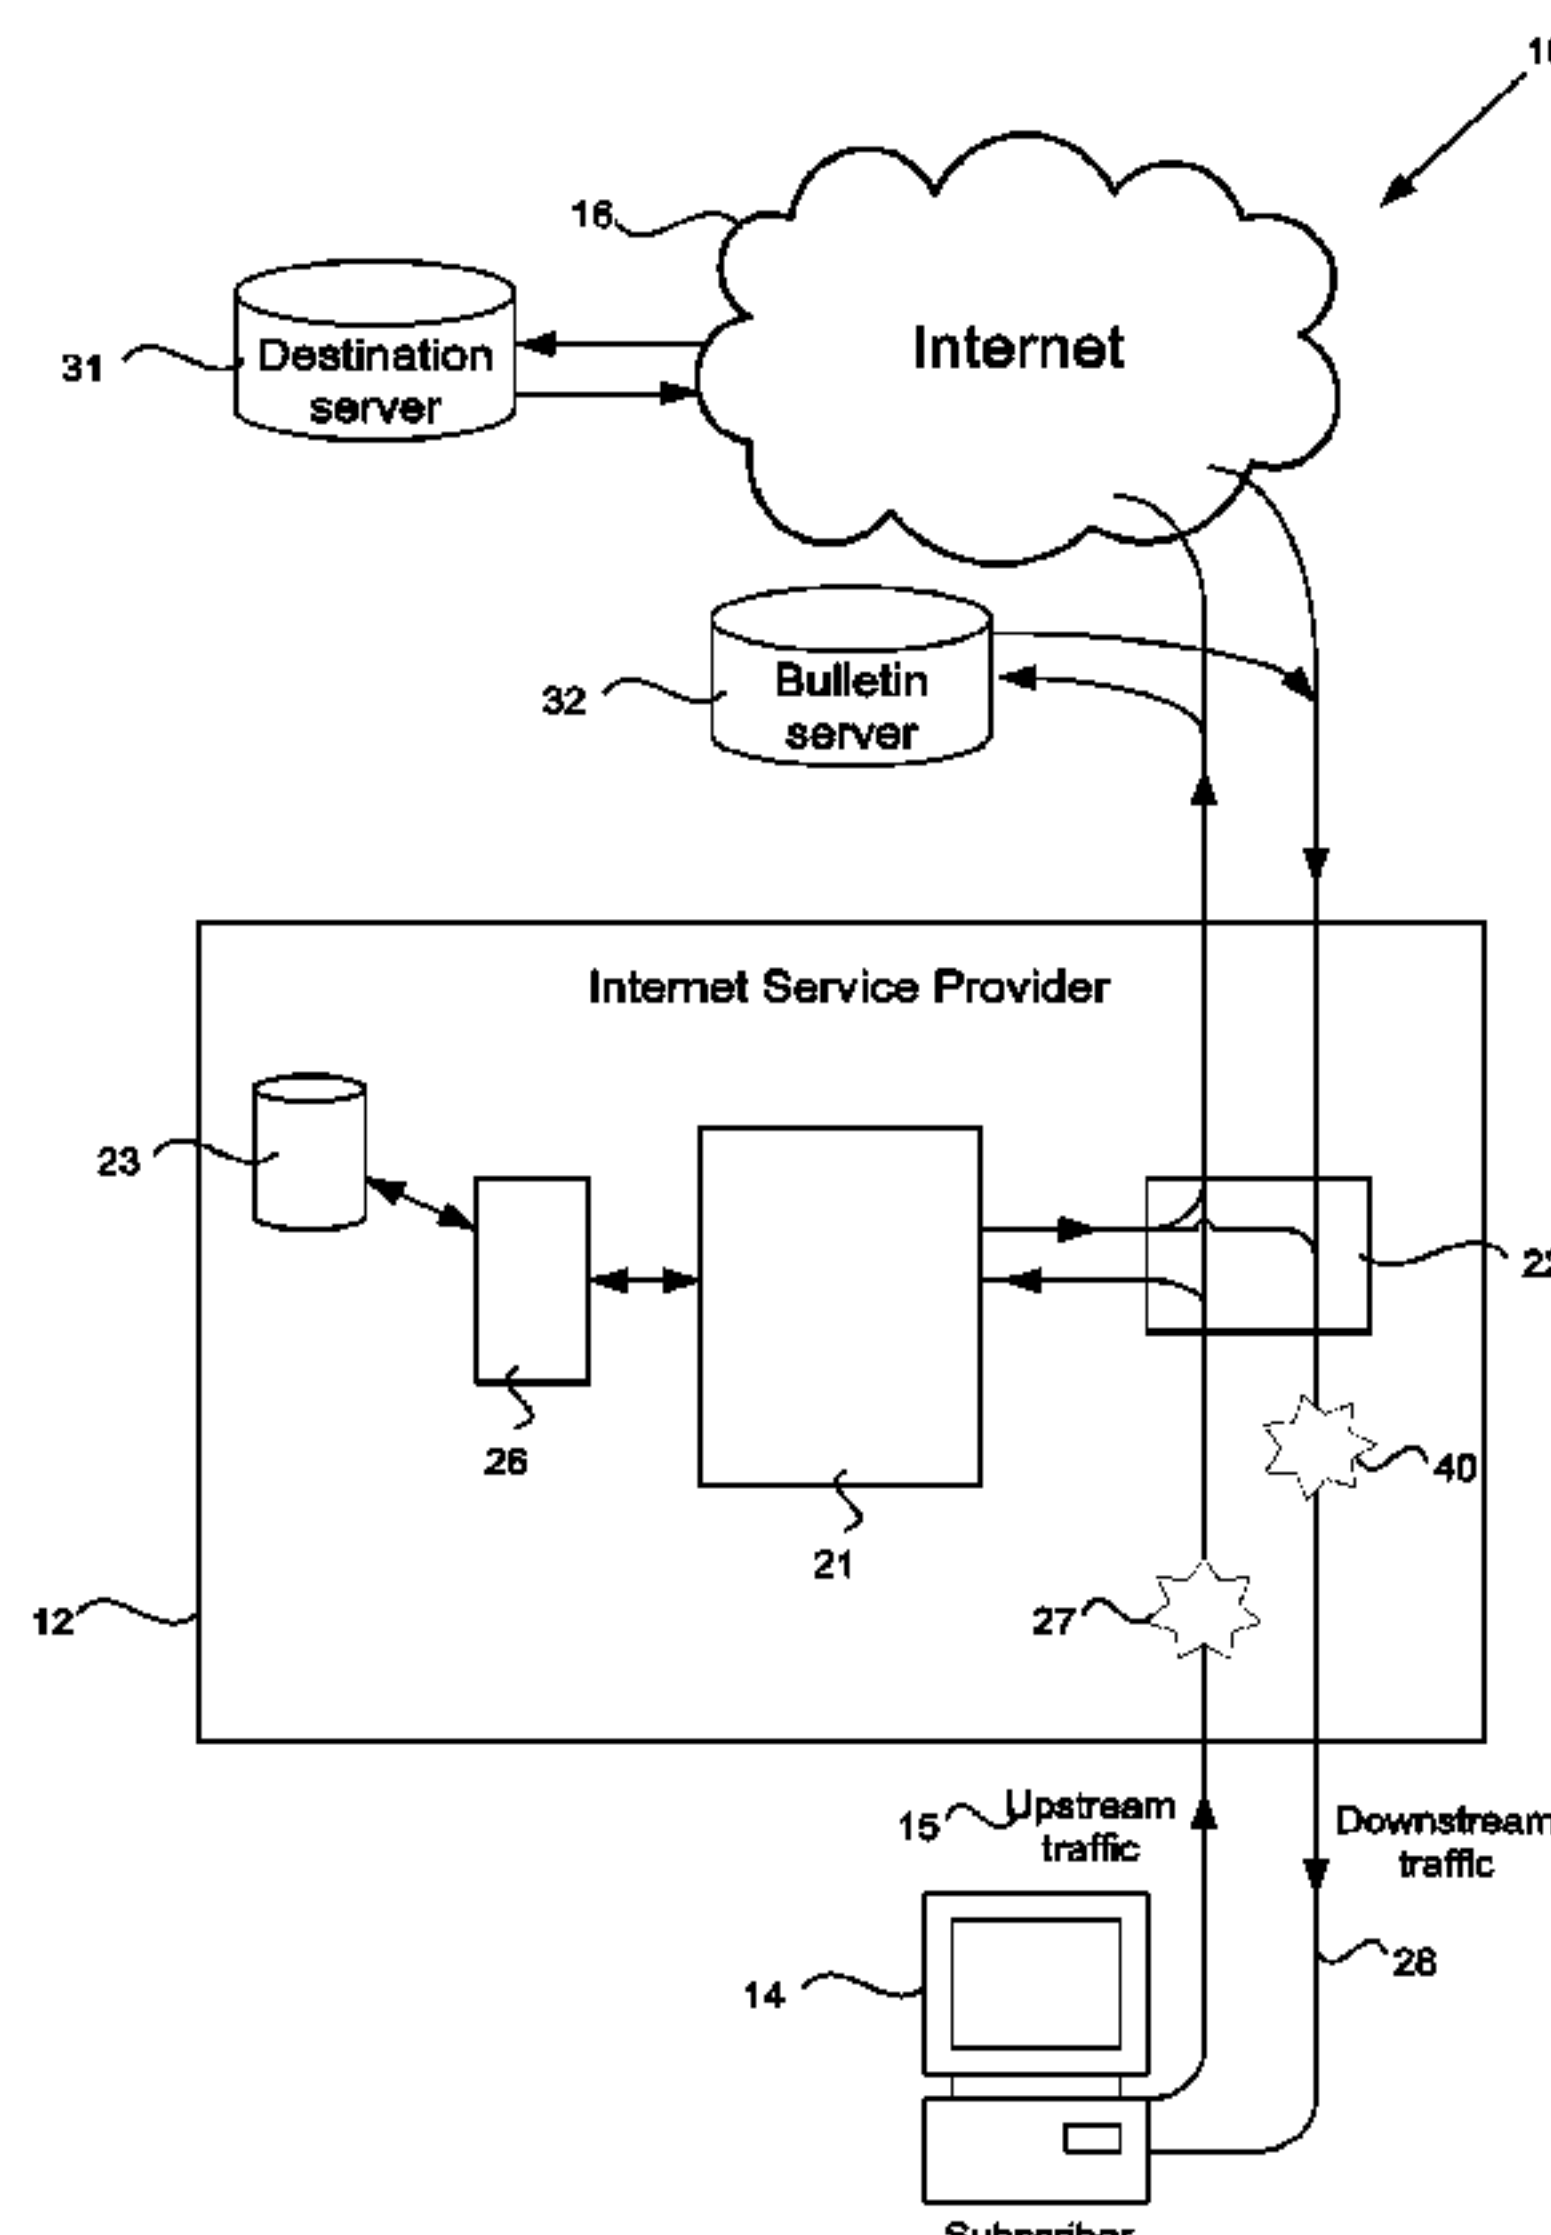 16
Internet
31
Destination
server
32
Bulletin
server
Internet Service Provider
23
26
21
40
27
12
15
Upstream
traffic
Downstream
traffic
28
14